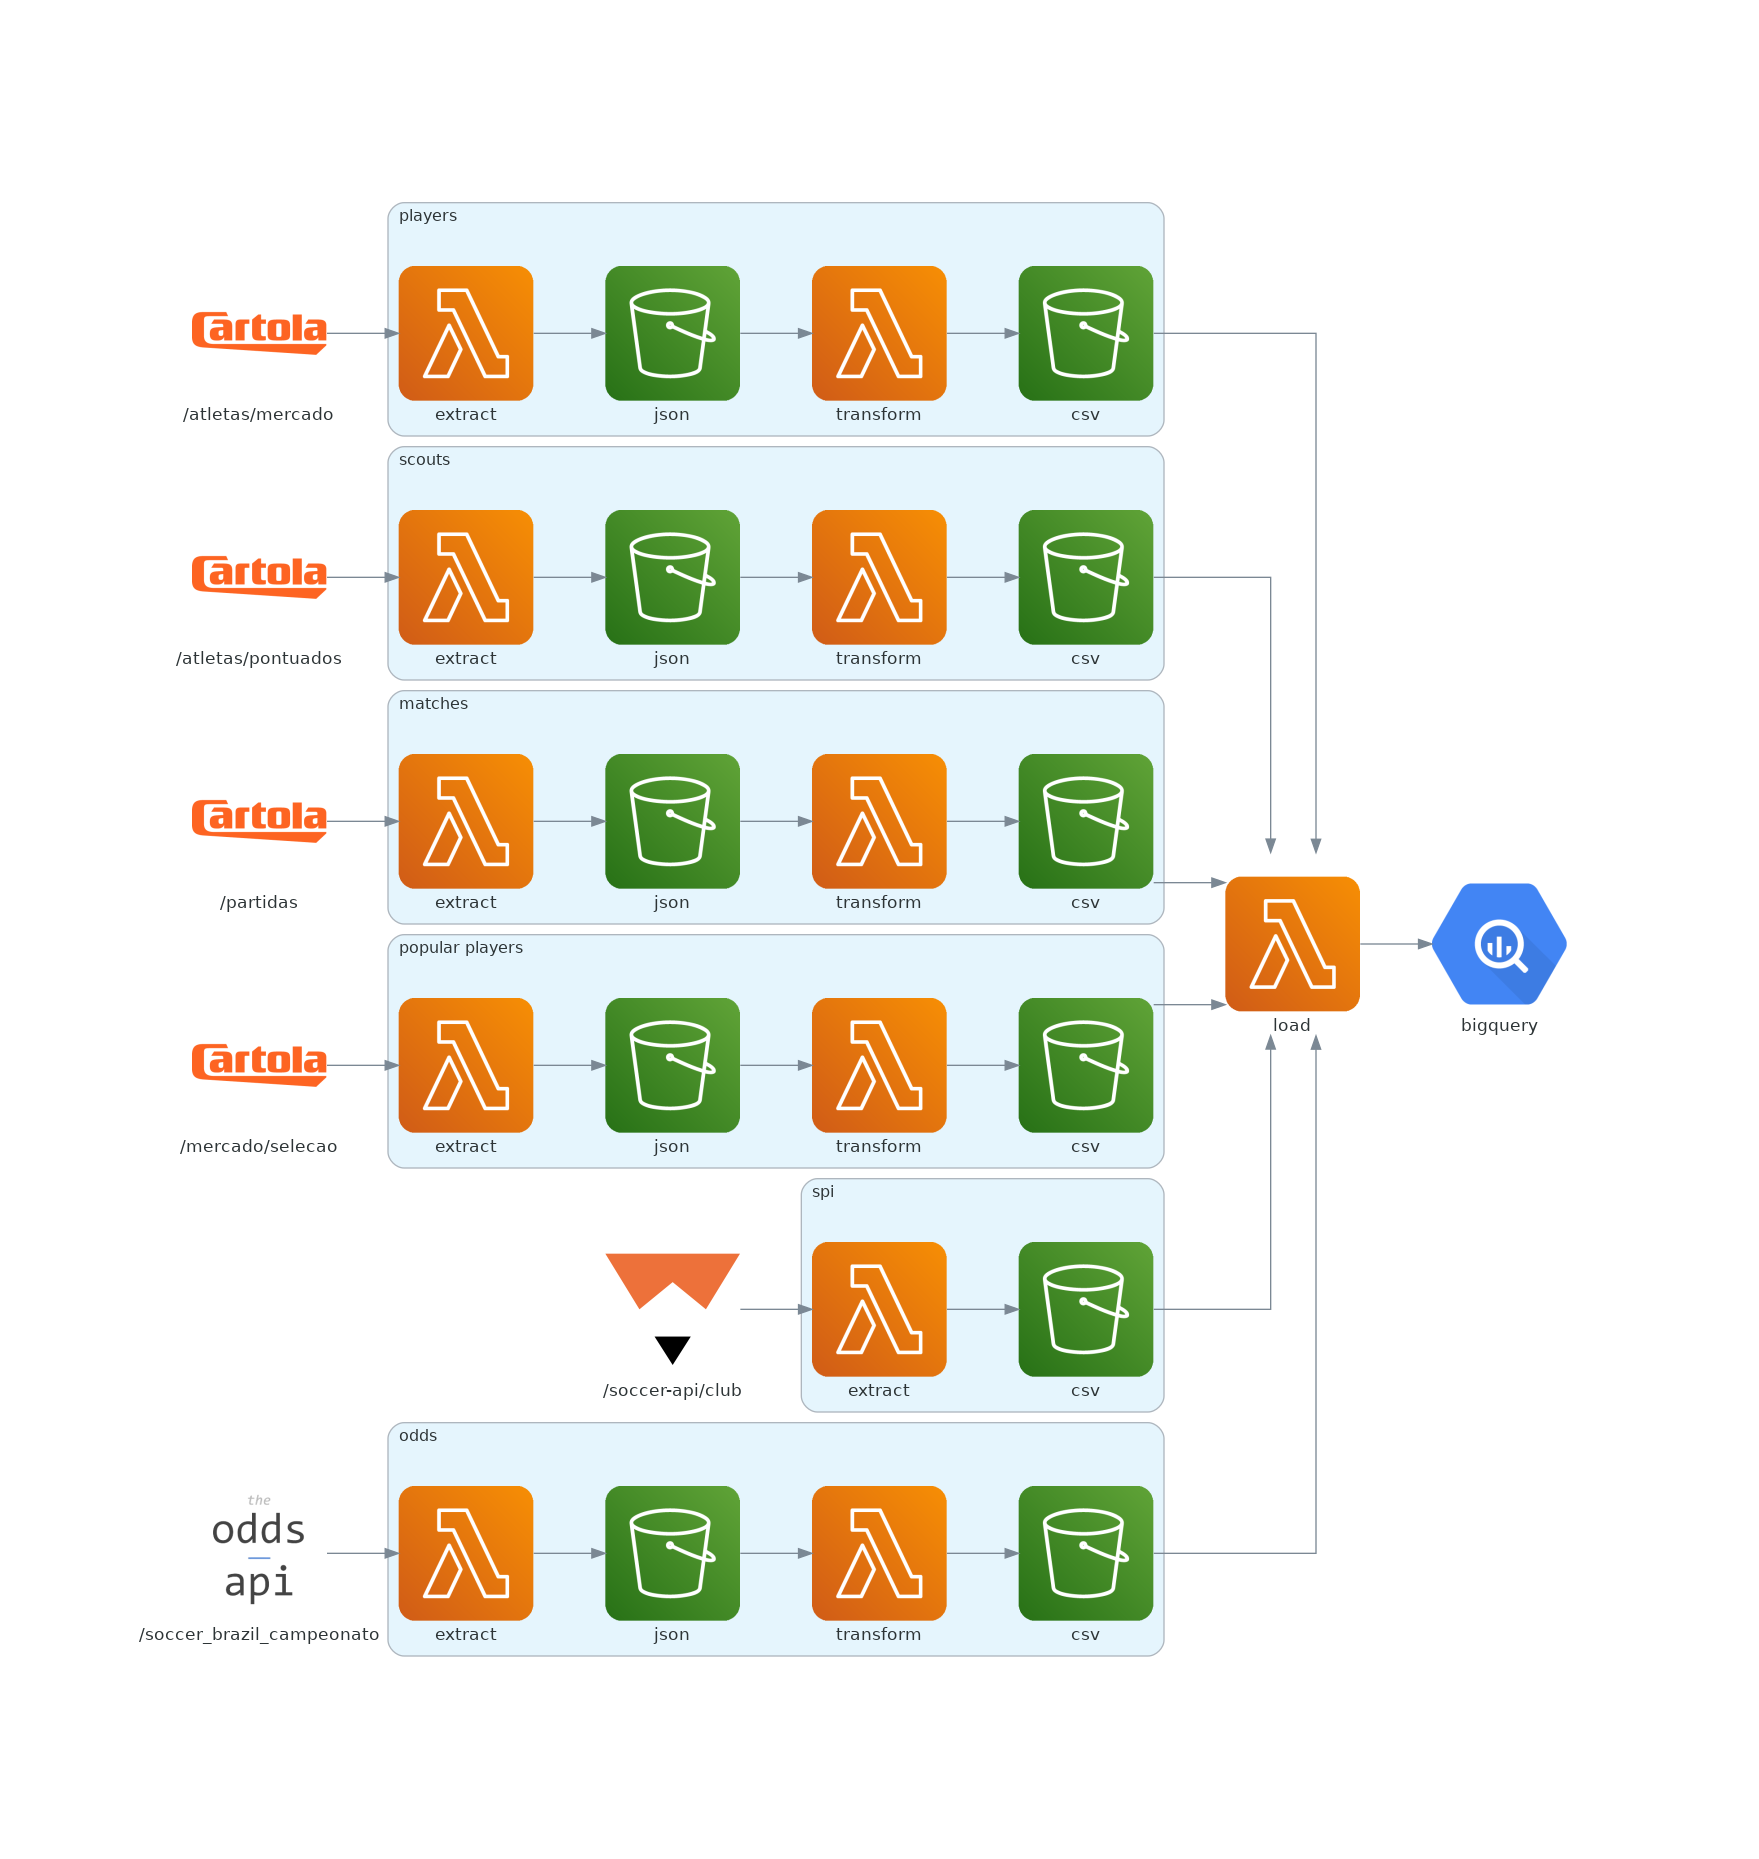 players
Cartola
/atletas/mercado
extract
json
transform
csv
scouts
Cartola
/atletas/pontuados
extract
json
transform
csv
matches
Cartola
/partidas
extract
json
transform
csv
popular players
Cartola
/mercado/selecao
extract
json
transform
csv
load
bigquery
spi
/soccer-api/club
extract
csv
odds
the
odds
api
/soccer_brazil_campeonato
extract
json
transform
csv